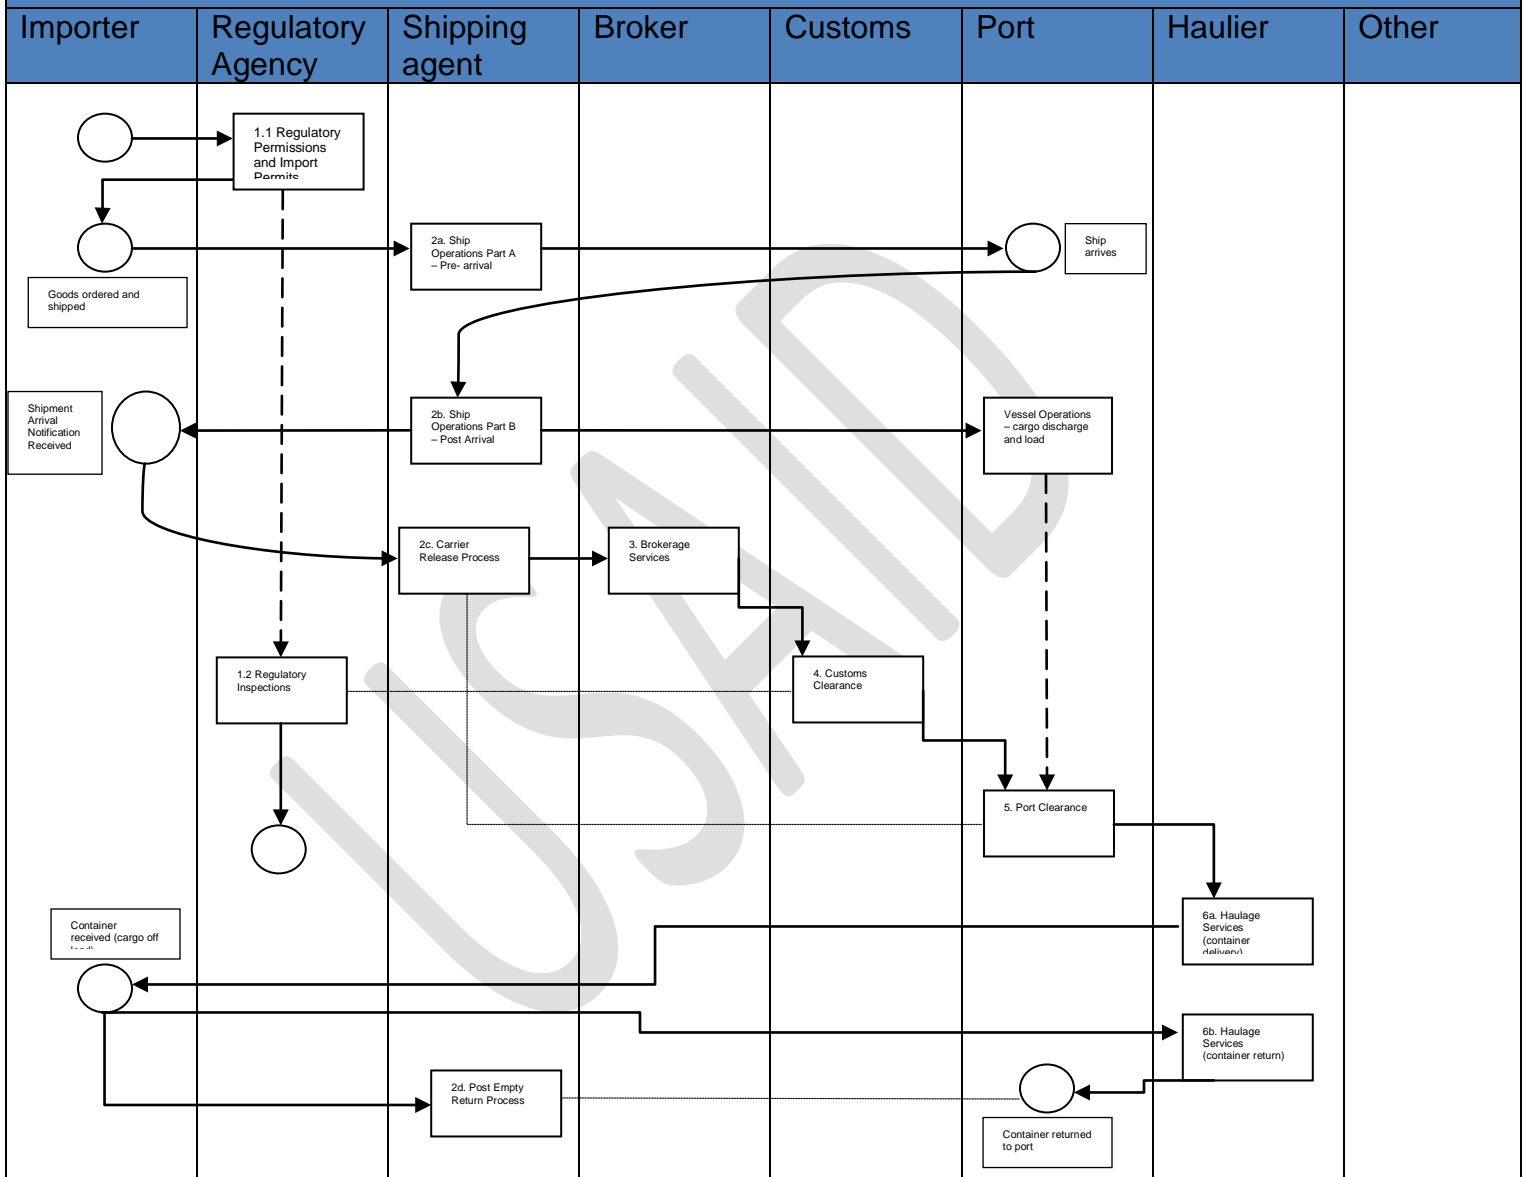 Importer
Regulatory
Agency
Shipping
agent
Broker
Customs
Port
Haulier
Other
1.1 Regulatory
Permissions
and Import
Permits
2a. Ship
Operations Part A
– Pre- arrival
Ship
arrives
Goods ordered and
shipped
Shipment
Arrival
Notification
Received
2b. Ship
Operations Part B
– Post Arrival
Vessel Operations
– cargo discharge
and load
2c. Carrier
Release Process
3. Brokerage
Services
1.2 Regulatory
Inspections
4. Customs
Clearance
5. Port Clearance
Container
received (cargo off
load)
6a. Haulage
Services
(container
delivery)
6b. Haulage
Services
(container return)
2d. Post Empty
Return Process
Container returned
to port
USAID